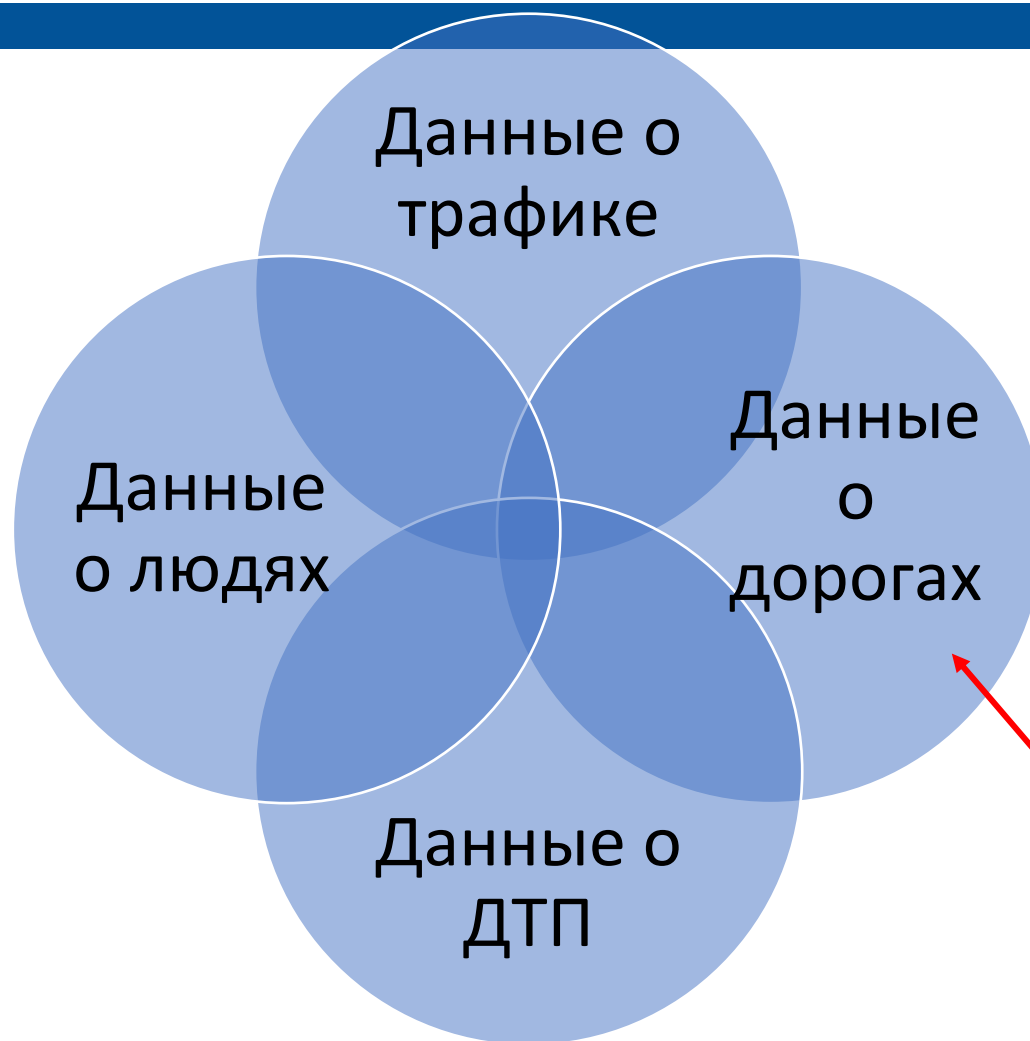 Данные о
трафике
Данные
о людях
Данные
о
дорогах
Данные о
ДТП